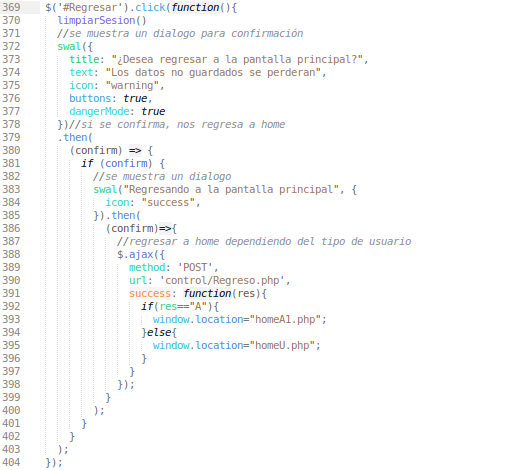 369 $('#Regresar').click(function(){
370 limpiarSesion()
371 //se muestra un dialogo para confirmación
372 swal({
373 title: "¿Desea regresar a la pantalla principal?",
374 text: "Los datos no guardados se perderan",
375 icon: "warning",
376 buttons: true,
377 dangerMode: true
378 })//si se confirma, nos regresa a home
379 .then(
380 (confirm) => {
381 if (confirm) {
382 //se muestra un dialogo
383 swal("Regresando a la pantalla principal", {
384 icon: "success",
385 }).then(
386 (confirm)=>{
387 //regresar a home dependiendo del tipo de usuario
388 $.ajax({
389 method: 'POST',
390 url: 'control/Regreso.php',
391 success: function(res){
392 if(res=="A"){
393 window.location="homeA1.php";
394 }else{
395 window.location="homeU.php";
396 }
397 }
398 });
399 }
400 );
401 }
402 }
403 );
404 });